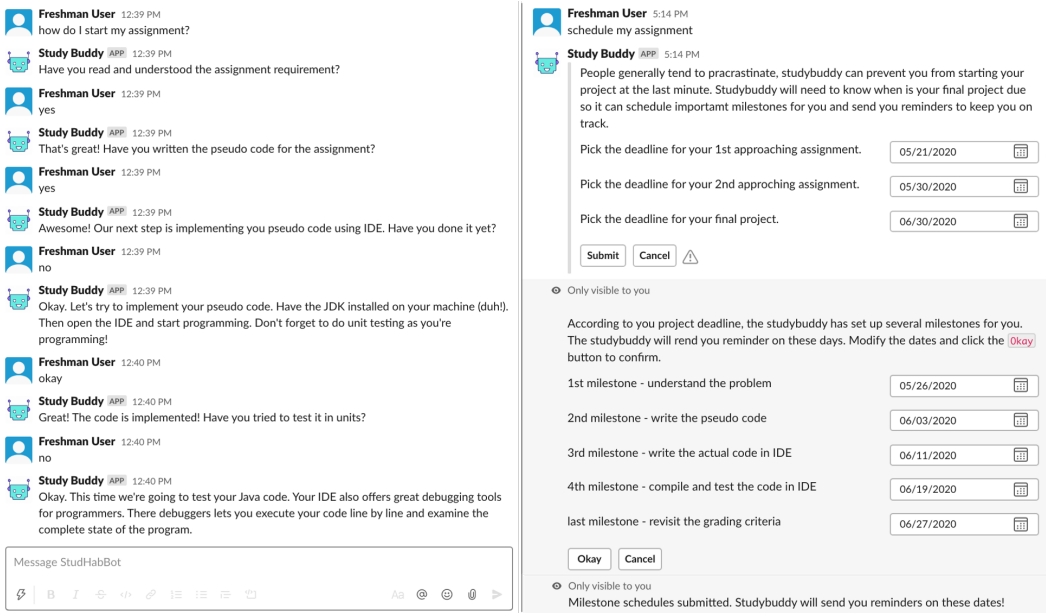 Freshman User 12:39 PM
how do I start my assignment?
Study Buddy APP 12:39 PM
Have you read and understood the assignment requirement?
Freshman User 12:39 PM
yes
Study Buddy APP 12:39 PM
That's great! Have you written the pseudo code for the assignment?
Freshman User 12:39 PM
yes
Study Buddy APP 12:39 PM
Awesome! Our next step is implementing you pseudo code using IDE. Have you done it yet?
Freshman User 12:39 PM
no
Study Buddy APP 12:39 PM
Okay. Let's try to implement your pseudo code. Have the JDK installed on your machine (duh!).
Then open the IDE and start programming. Don't forget to do unit testing as you're
programming!
Freshman User 12:40 PM
okay
Study Buddy APP 12:40 PM
Great! The code is implemented! Have you tried to test it in units?
Freshman User 12:40 PM
no
Study Buddy APP 12:40 PM
Okay. This time we're going to test your Java code. Your IDE also offers great debugging tools
for programmers. There debuggers lets you execute your code line by line and examine the
complete state of the program.
Message StudHabBot
B I S </> Aa @
Freshman User 5:14 PM
schedule my assignment
Study Buddy APP 5:14 PM
People generally tend to pracrastinate, studybuddy can prevent you from starting your
project at the last minute. Studybuddy will need to know when is your final project due
so it can schedule importamt milestones for you and send you reminders to keep you on
track.
Pick the deadline for your 1st approaching assignment. 05/21/2020
Pick the deadline for your 2nd approching assignment. 05/30/2020
Pick the deadline for your final project. 06/30/2020
Submit Cancel
Only visible to you
According to you project deadline, the studybuddy has set up several milestones for you.
The studybuddy will rend you reminder on these days. Modify the dates and click the Okay
button to confirm.
1st milestone - understand the problem 05/26/2020
2nd milestone - write the pseudo code 06/03/2020
3rd milestone - write the actual code in IDE 06/11/2020
4th milestone - compile and test the code in IDE 06/19/2020
last milestone - revisit the grading criteria 06/27/2020
Okay Cancel
Only visible to you
Milestone schedules submitted. Studybuddy will send you reminders on these dates!